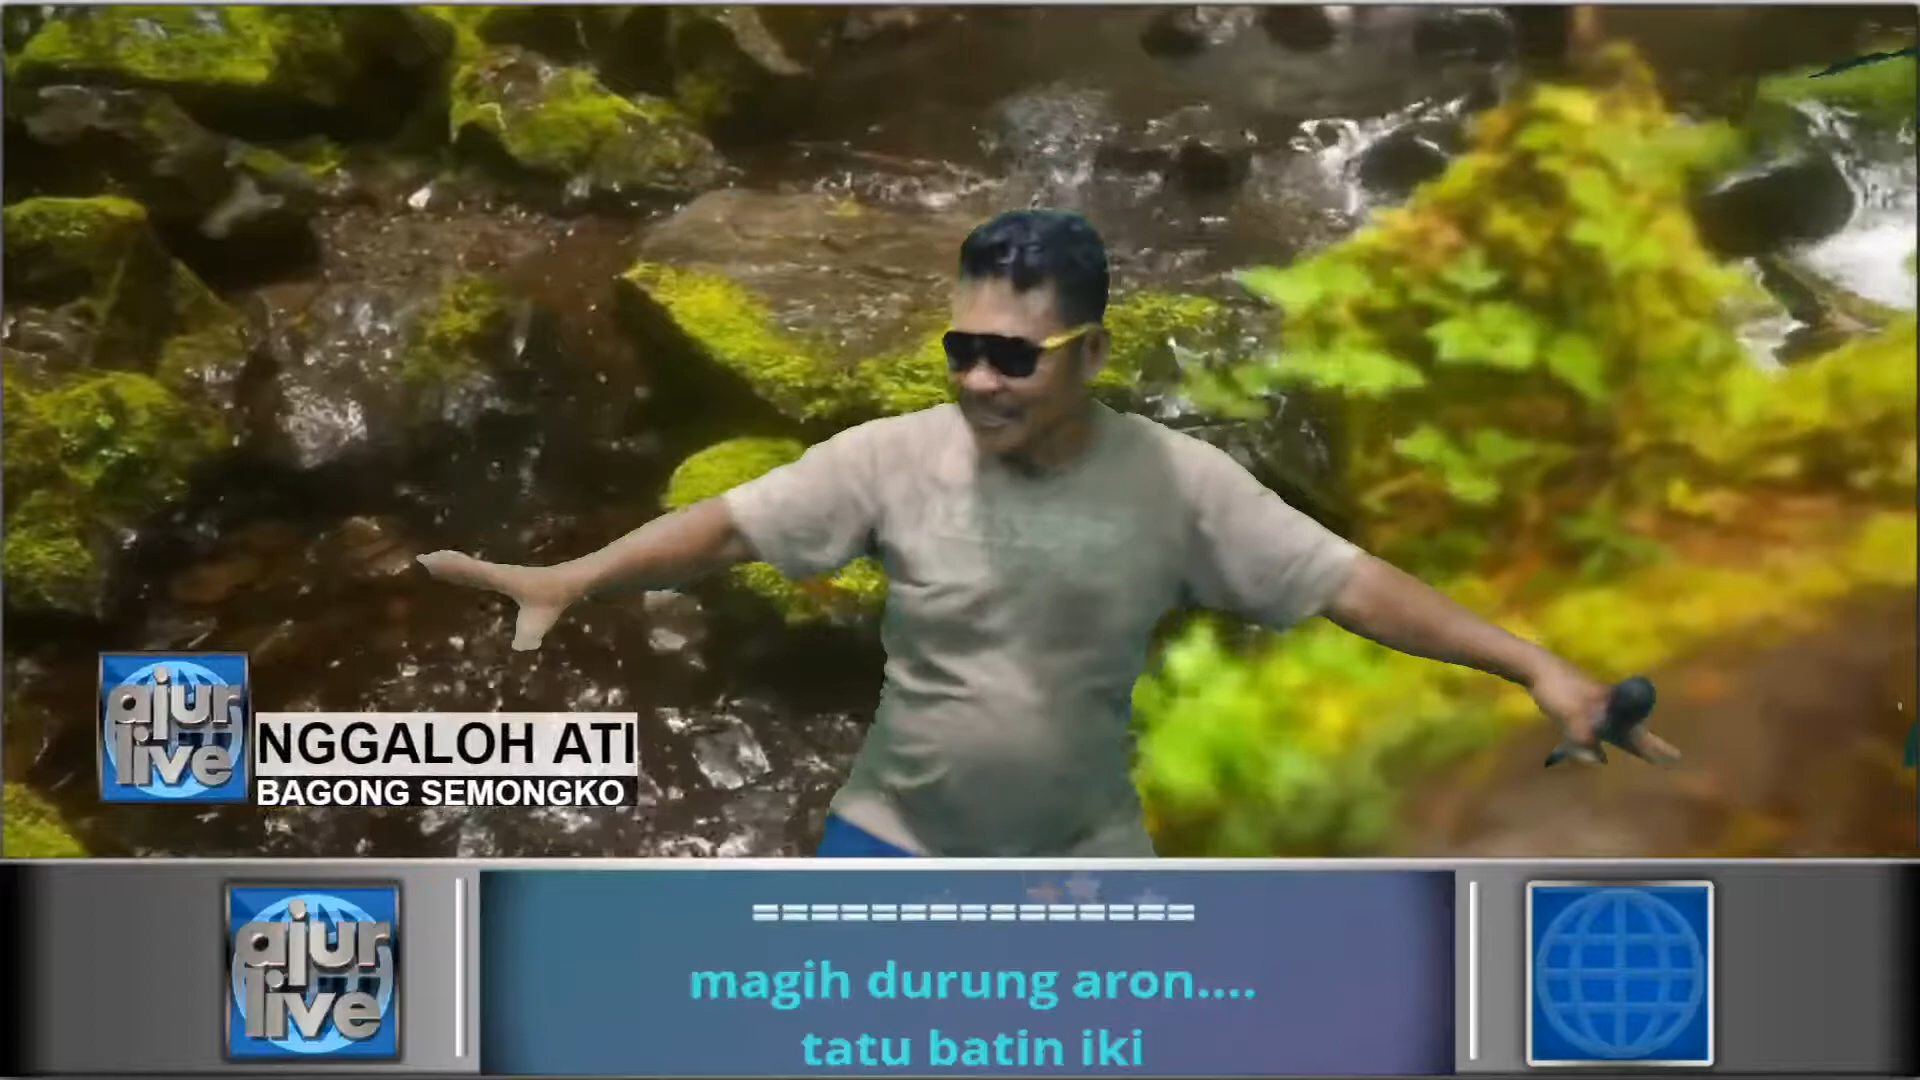 ajur
live
NGGALOH ATI
BAGONG SEMONGKO
ajur
live
===============
magih durung aron....
tatu batin iki